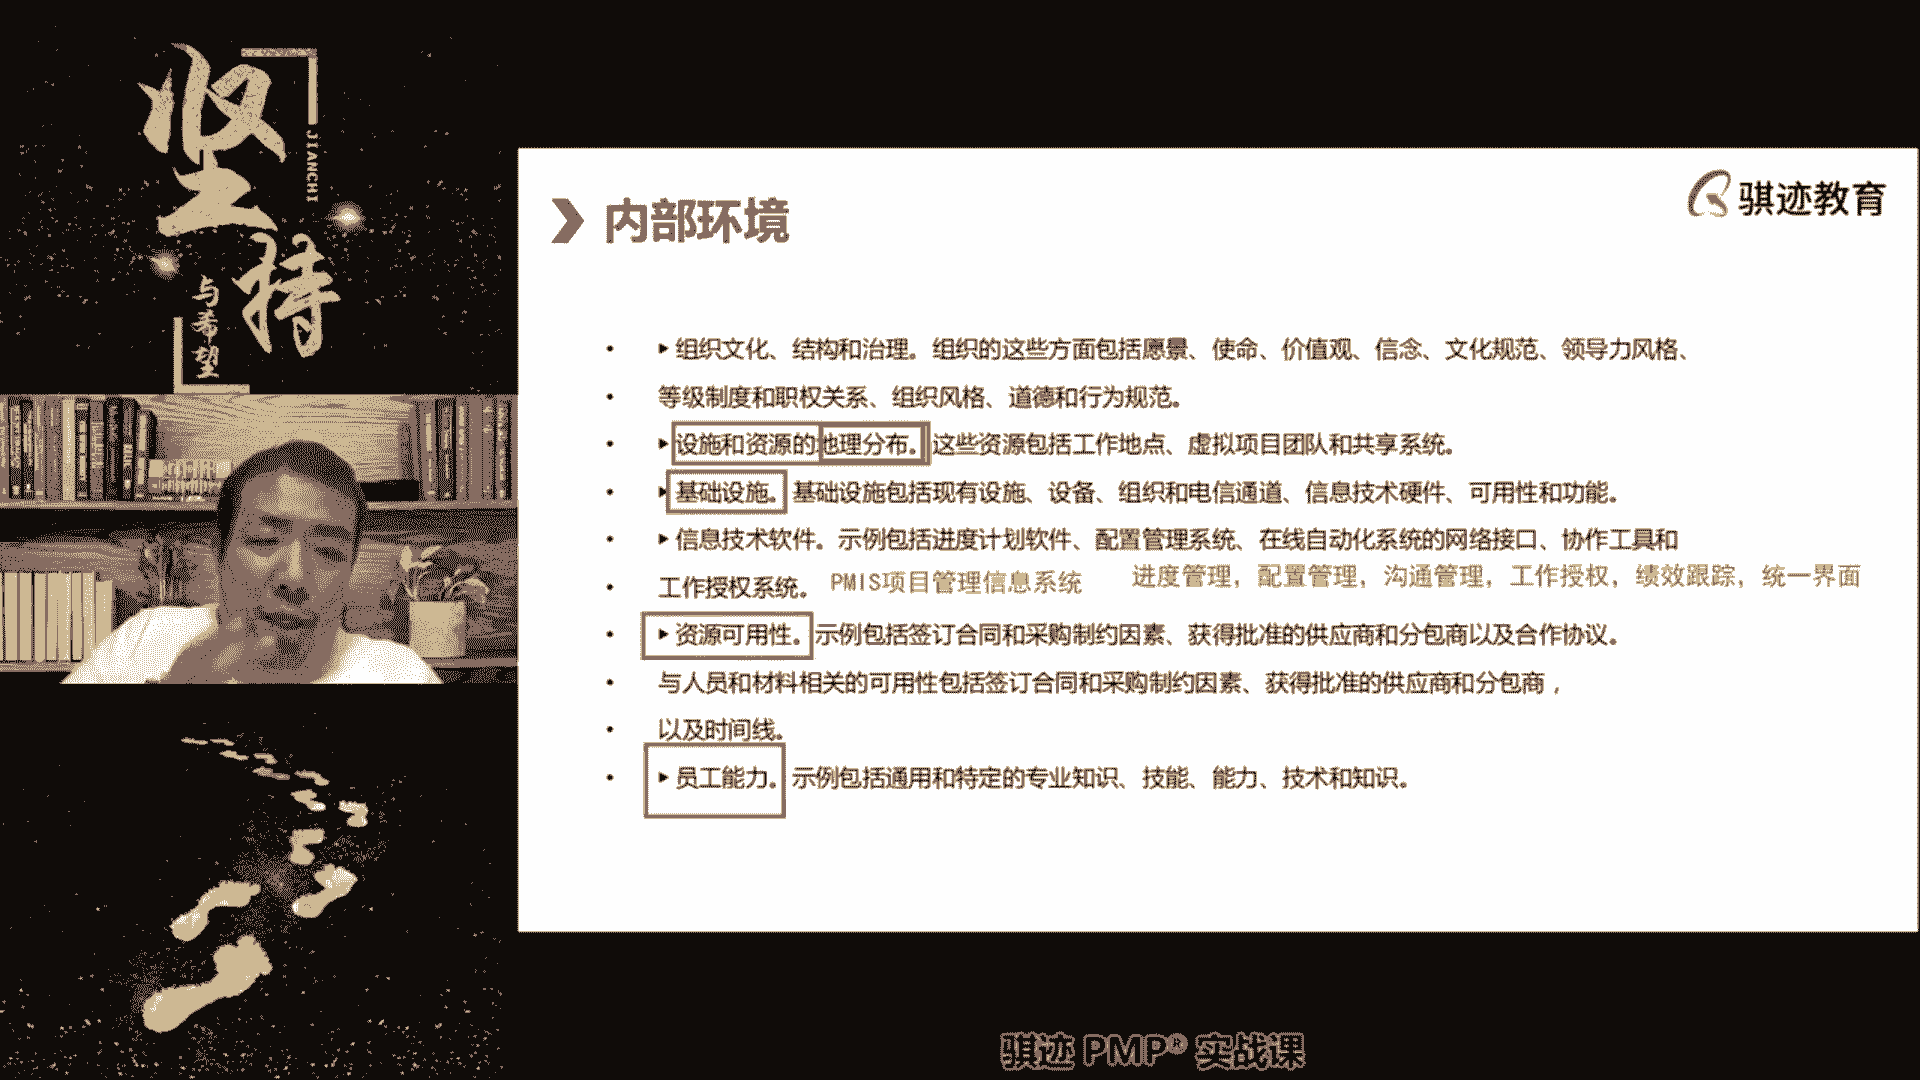 坚持
JIANCHI
与希望
骐迹教育
内部环境
• ▸组织文化、结构和治理。组织的这些方面包括愿景、使命、价值观、信念、文化规范、领导力风格、
• 等级制度和职权关系、组织风格、道德和行为规范。
• ▸设施和资源的地理分布。这些资源包括工作地点、虚拟项目团队和共享系统。
• ▸基础设施。基础设施包括现有设施、设备、组织和电信通道、信息技术硬件、可用性和功能。
• ▸信息技术软件。示例包括进度计划软件、配置管理系统、在线自动化系统的网络接口、协作工具和
• 工作授权系统。 PMIS项目管理信息系统 进度管理，配置管理，沟通管理，工作授权，绩效跟踪，统一界面
• ▸资源可用性。示例包括签订合同和采购制约因素、获得批准的供应商和分包商以及合作协议。
• 与人员和材料相关的可用性包括签订合同和采购制约因素、获得批准的供应商和分包商，
• 以及时间线。
• ▸员工能力。示例包括通用和特定的专业知识、技能、能力、技术和知识。
骐迹 PMP® 实战课